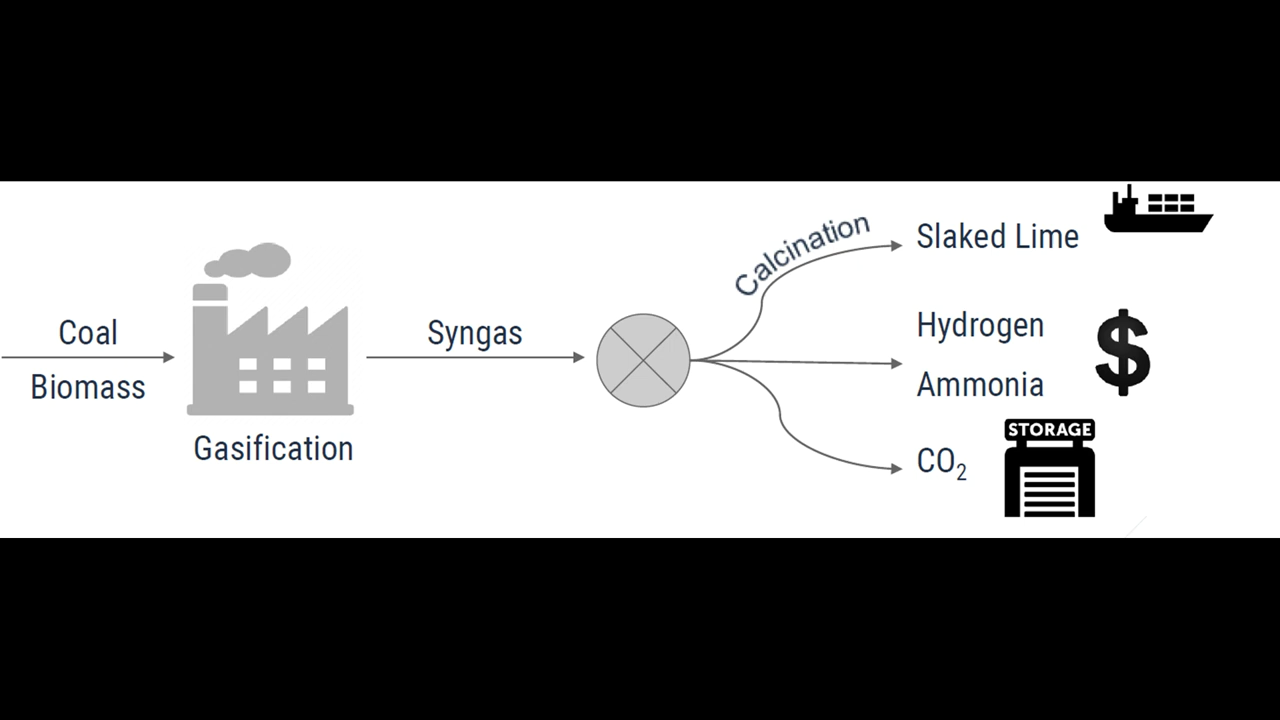 Coal
Biomass
Gasification
Syngas
Calcination
Slaked Lime
Hydrogen
Ammonia
$
STORAGE
CO₂